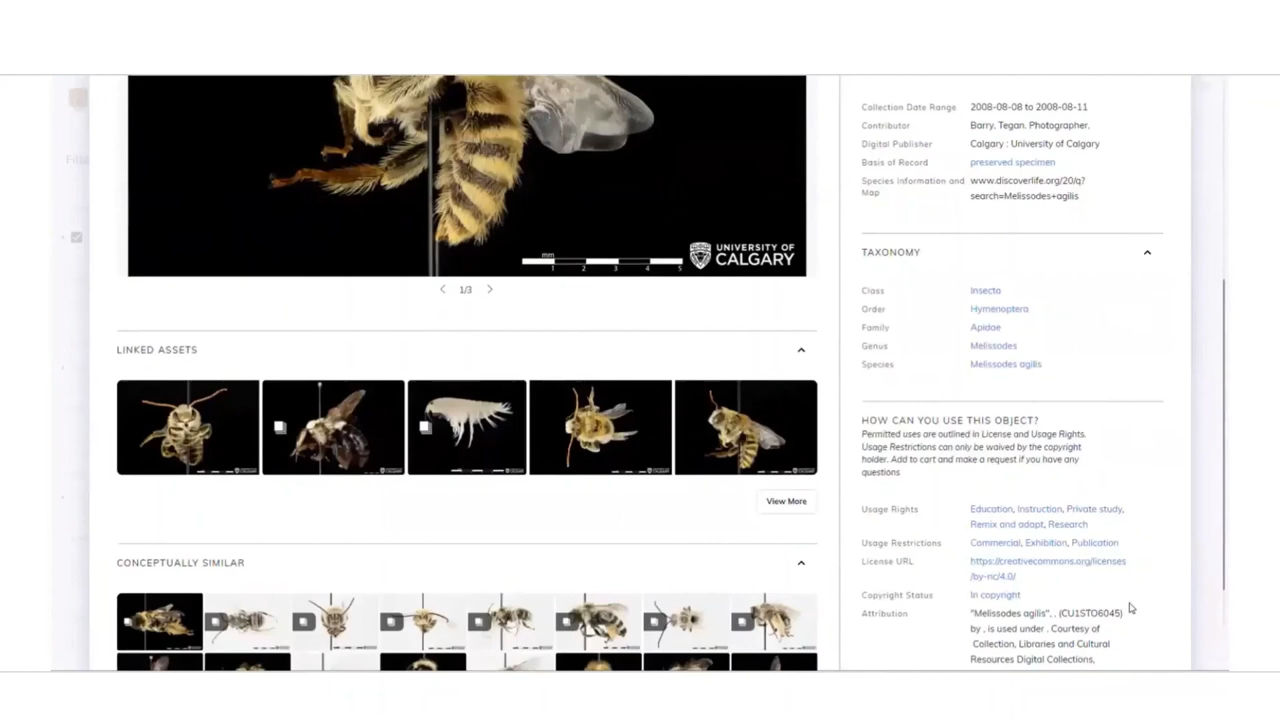 Collection Date Range 2008-08-08 to 2008-08-11
Contributor Barry, Tegan. Photographer.
Digital Publisher Calgary : University of Calgary
Basis of Record preserved specimen
Species Information and Map www.discoverlife.org/20/q?
search=Melissodes+agilis
TAXONOMY
Class Insecta
Order Hymenoptera
Family Apidae
Genus Melissodes
Species Melissodes agilis
HOW CAN YOU USE THIS OBJECT?
Permitted uses are outlined in License and Usage Rights.
Usage Restrictions can only be waived by the copyright
holder. Add to cart and make a request if you have any
questions
Usage Rights Education, Instruction, Private study,
Remix and adapt, Research
Usage Restrictions Commercial, Exhibition, Publication
License URL https://creativecommons.org/licenses
/by-nc/4.0/
Copyright Status In copyright
Attribution "Melissodes agilis", , (CU1STO6045)
by , is used under . Courtesy of
Collection, Libraries and Cultural
Resources Digital Collections,
mm
1 2 3 4 5
UNIVERSITY OF
CALGARY
1/3
LINKED ASSETS
View More
CONCEPTUALLY SIMILAR